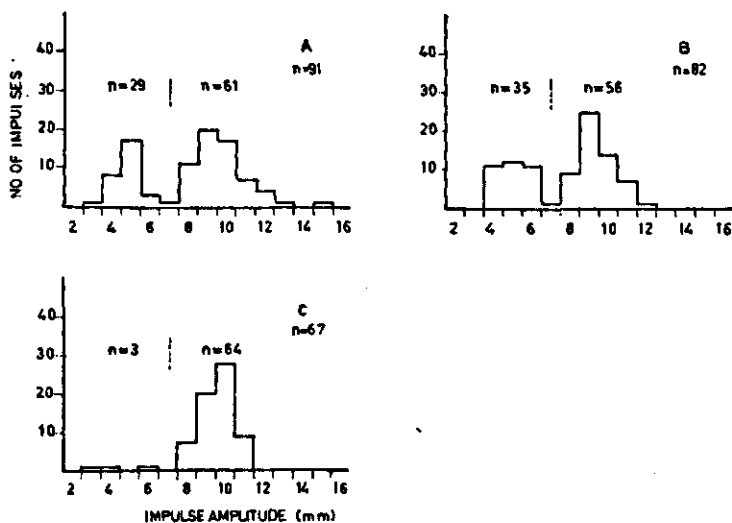 A
n=91
n=29 n=61
NO OF IMPULSES
40
30
20
10
2 4 6 8 10 12 14 16
B
n=82
n=35 n=56
40
30
20
10
2 4 6 8 10 12 14 16
C
n=67
n=3 n=64
40
30
20
10
2 4 6 8 10 12 14 16
IMPULSE AMPLITUDE (mm)